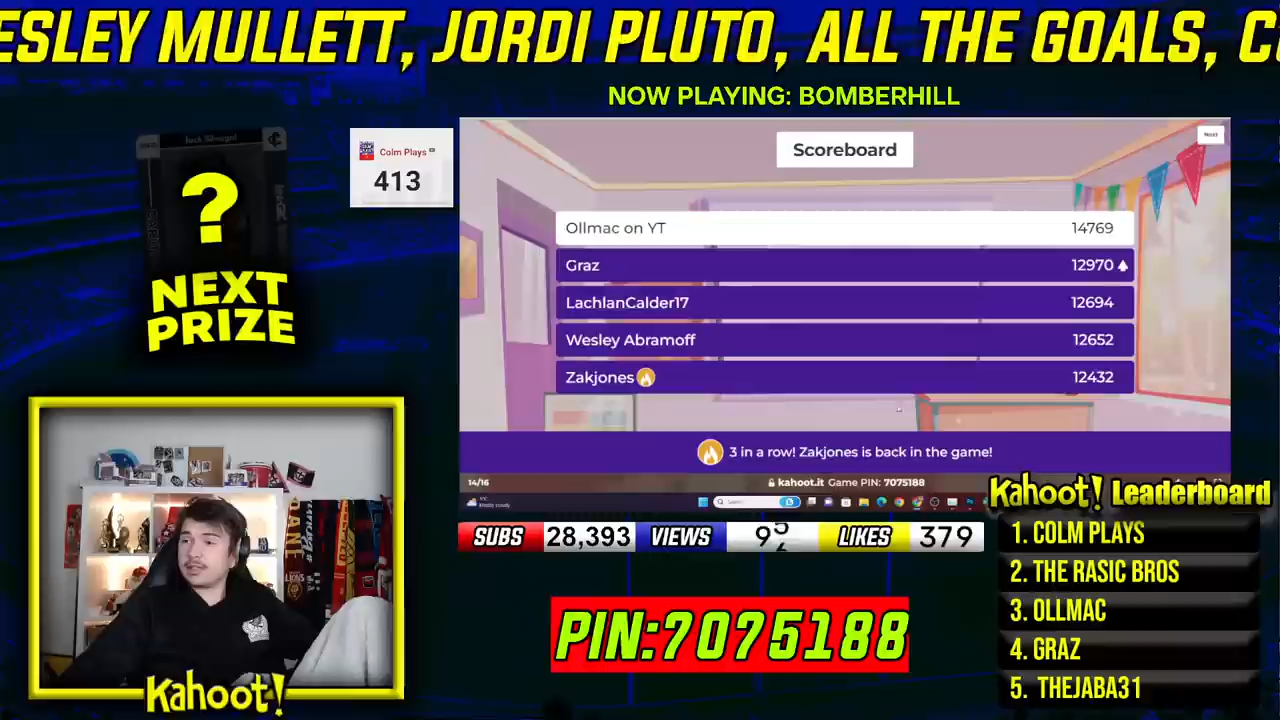 ESLEY MULLETT, JORDI PLUTO, ALL THE GOALS, C
NOW PLAYING: BOMBERHILL
?
NEXT
PRIZE
Colm Plays
413
Scoreboard
Next
Ollmac on YT 14769
Graz 12970
LachlanCalder17 12694
Wesley Abramoff 12652
Zakjones 12432
3 in a row! Zakjones is back in the game!
14/16
kahoot.it Game PIN: 7075188
Search
SUBS 28,393 VIEWS LIKES 379
PIN:7075188
Kahoot!
Kahoot! Leaderboard
1. COLM PLAYS
2. THE RASIC BROS
3. OLLMAC
4. GRAZ
5. THEJABA31